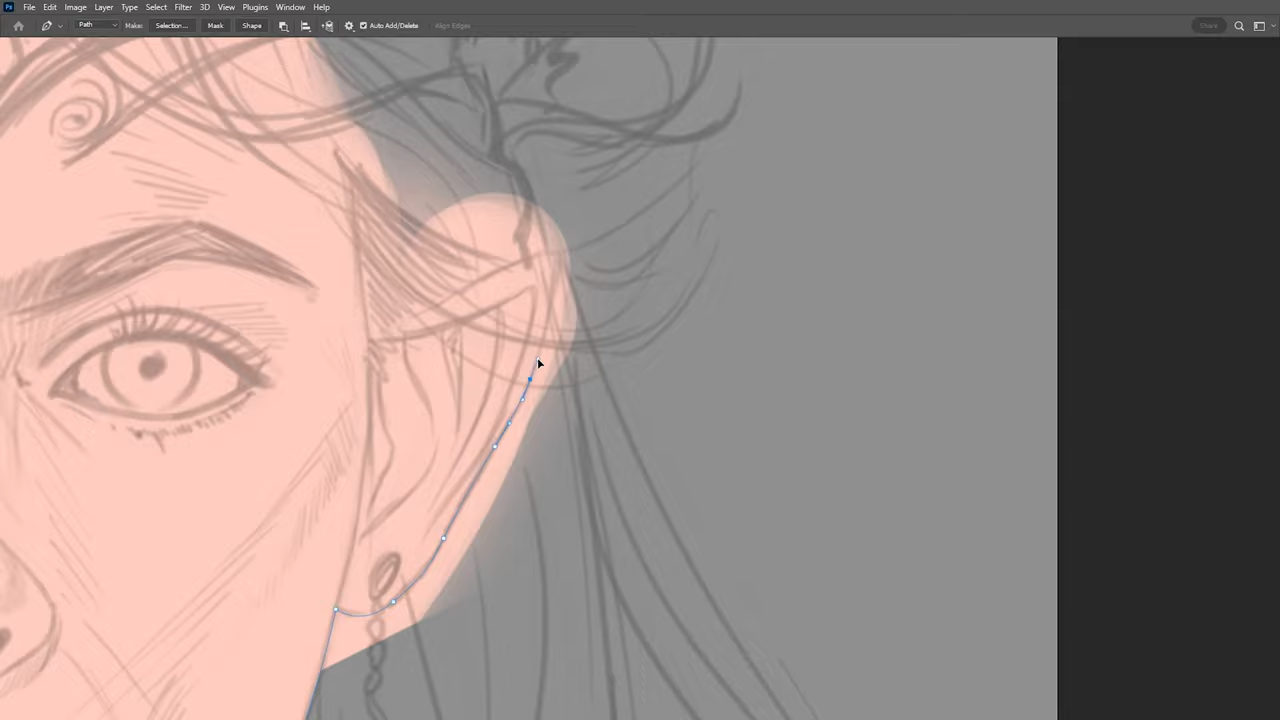 Ps File Edit Image Layer Type Select Filter 3D View Plugins Window Help
Path Make: Selection... Mask Shape Auto Add/Delete Align Edges Share